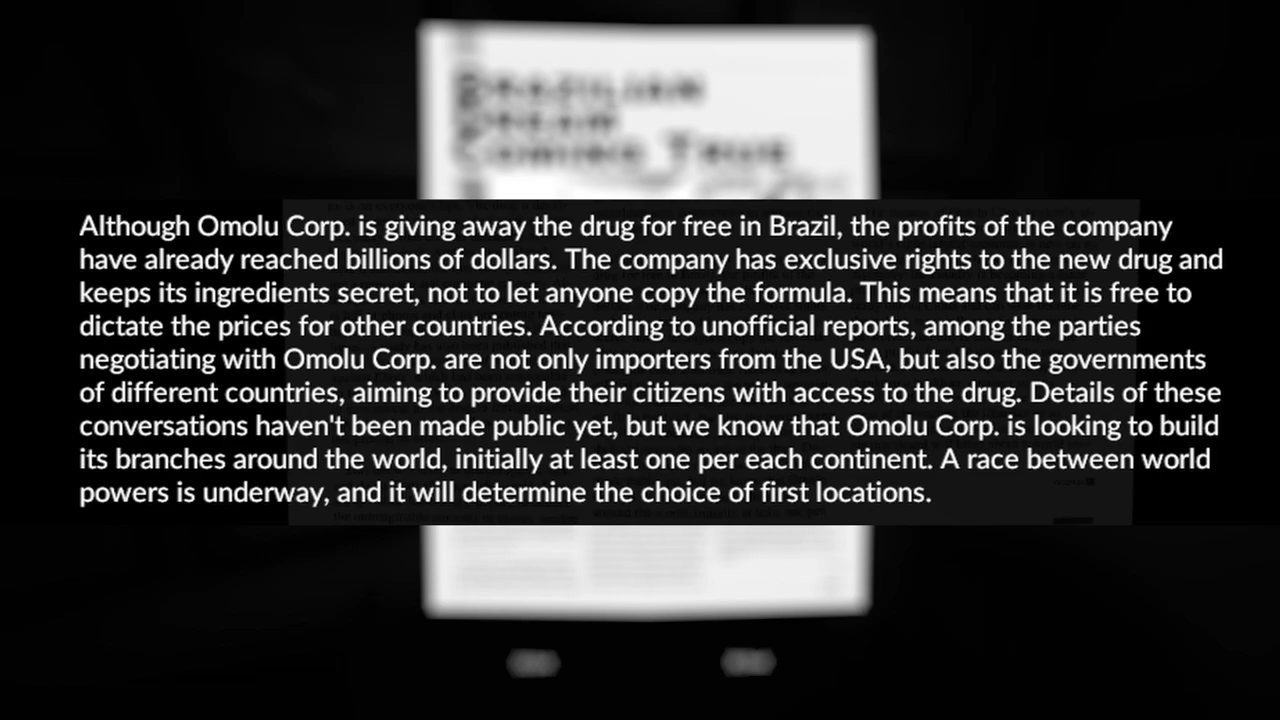 BRAZILIAN
DREAM
COMING TRUE
Although Omolu Corp. is giving away the drug for free in Brazil, the profits of the company
have already reached billions of dollars. The company has exclusive rights to the new drug and
keeps its ingredients secret, not to let anyone copy the formula. This means that it is free to
dictate the prices for other countries. According to unofficial reports, among the parties
negotiating with Omolu Corp. are not only importers from the USA, but also the governments
of different countries, aiming to provide their citizens with access to the drug. Details of these
conversations haven't been made public yet, but we know that Omolu Corp. is looking to build
its branches around the world, initially at least one per each continent. A race between world
powers is underway, and it will determine the choice of first locations.